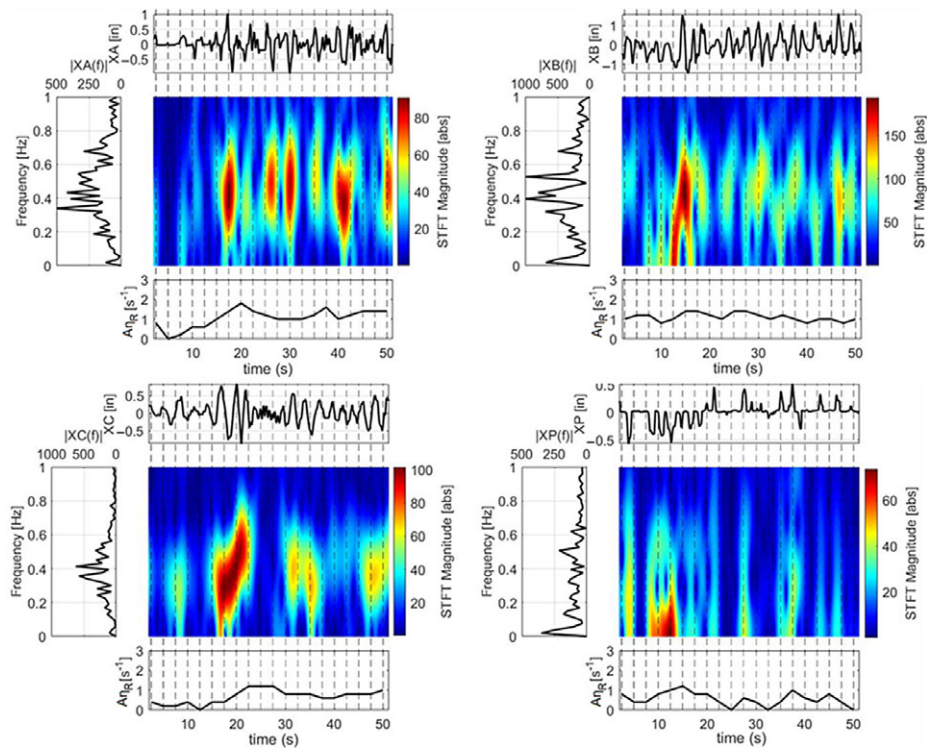 XA [in]
1
0.5
0
-0.5
|XA(f)|
500 250 0
Frequency [Hz]
1
0.8
0.6
0.4
0.2
0
80
60
40
20
STFT Magnitude [abs]
An_R [s^-1]
3
2
1
0
10 20 30 40 50
time (s)
XB [in]
1
0
-1
|XB(f)|
1000 500 0
Frequency [Hz]
1
0.8
0.6
0.4
0.2
0
150
100
50
STFT Magnitude [abs]
An_R [s^-1]
3
2
1
0
10 20 30 40 50
time (s)
XC [in]
0.5
0
-0.5
|XC(f)|
1000 500 0
Frequency [Hz]
1
0.8
0.6
0.4
0.2
0
100
80
60
40
20
STFT Magnitude [abs]
An_R [s^-1]
3
2
1
0
10 20 30 40 50
time (s)
XP [in]
0.5
0
-0.5
|XP(f)|
500 250 0
Frequency [Hz]
1
0.8
0.6
0.4
0.2
0
60
40
20
STFT Magnitude [abs]
An_R [s^-1]
3
2
1
0
10 20 30 40 50
time (s)